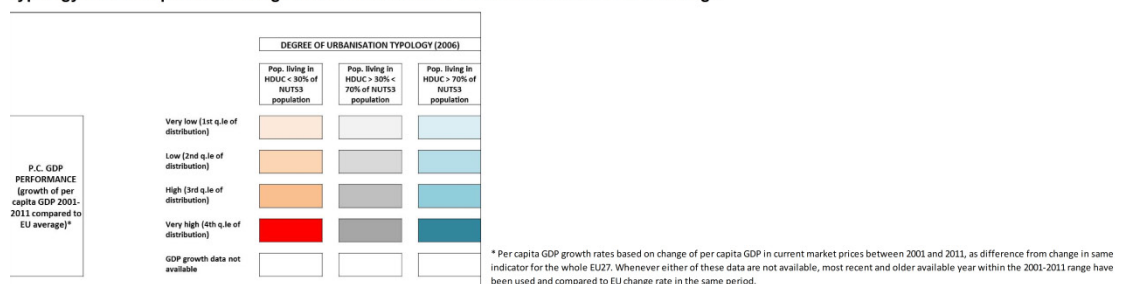 DEGREE OF URBANISATION TYPOLOGY (2006)
Pop. living in
HDUC < 30% of
NUTS3
population
Pop. living in
HDUC > 30% <
70% of NUTS3
population
Pop. living in
HDUC > 70% of
NUTS3
population
P.C. GDP
PERFORMANCE
(growth of per
capita GDP 2001-
2011 compared to
EU average)*
Very low (1st q.le of
distribution)
Low (2nd q.le of
distribution)
High (3rd q.le of
distribution)
Very high (4th q.le of
distribution)
GDP growth data not
available
* Per capita GDP growth rates based on change of per capita GDP in current market prices between 2001 and 2011, as difference from change in same
indicator for the whole EU27. Whenever either of these data are not available, most recent and older available year within the 2001-2011 range have
been used and compared to EU change rate in the same period.